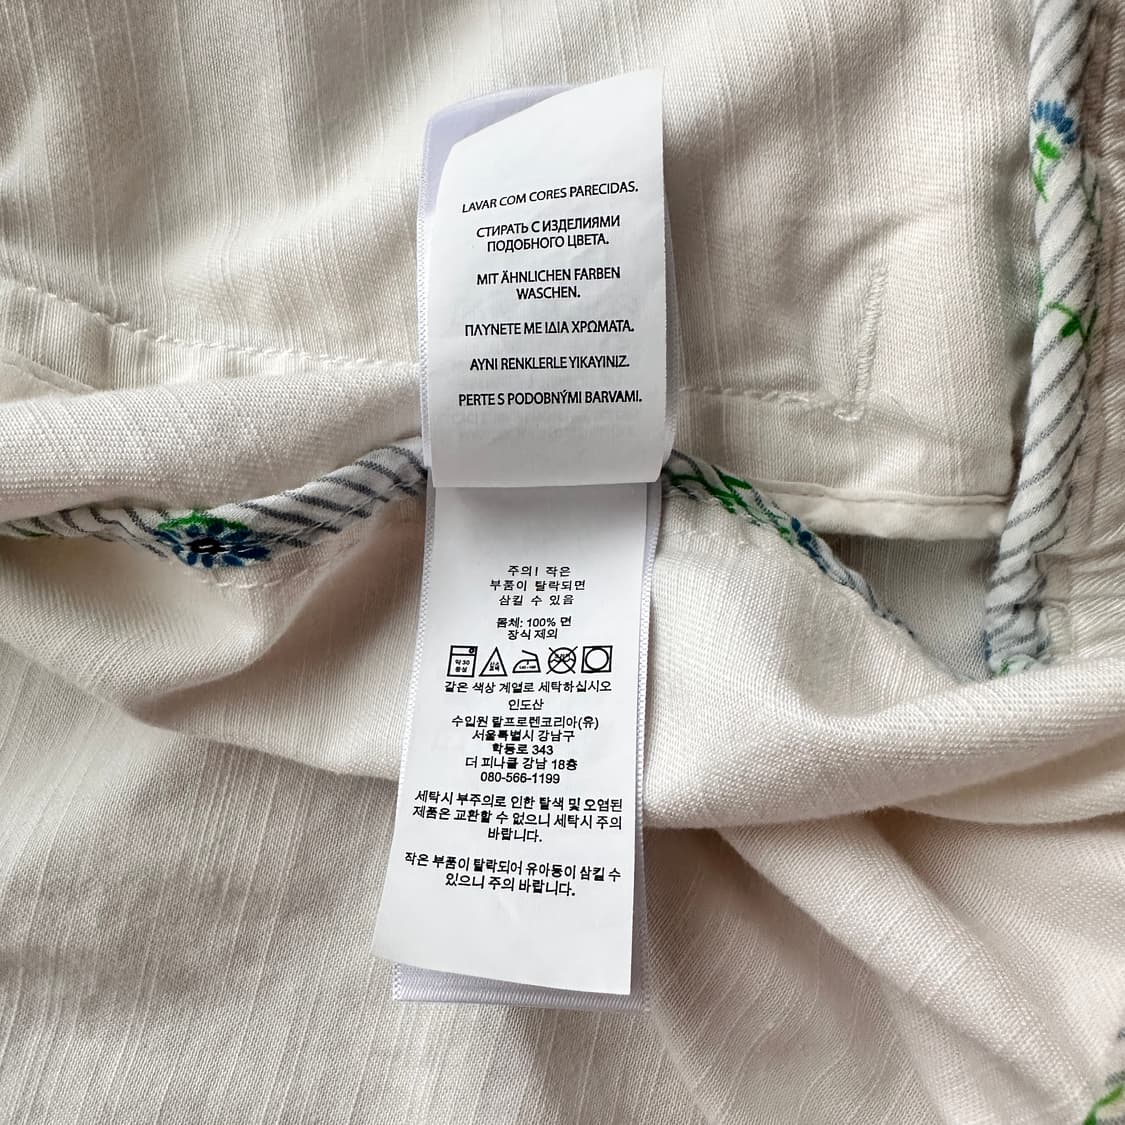 LAVAR COM CORES PARECIDAS.
СТИРАТЬ С ИЗДЕЛИЯМИ
ПОДОБНОГО ЦВЕТА.
MIT ÄHNLICHEN FARBEN
WASCHEN.
ΠΛΥΝΕΤΕ ΜΕ ΙΔΙΑ ΧΡΩΜΑΤΑ.
AYNI RENKLERLE YIKAYINIZ.
PERTE S PODOBNÝMI BARVAMI.
주의! 작은
부품이 탈락되면
삼킬 수 있음
몸체: 100% 면
장식 제외
약 30
중성
같은 색상 계열로 세탁하십시오
인도산
수입원 랄프로렌코리아(유)
서울특별시 강남구
학동로 343
더 피나클 강남 18층
080-566-1199
세탁시 부주의로 인한 탈색 및 오염된
제품은 교환할 수 없으니 세탁시 주의
바랍니다.
작은 부품이 탈락되어 유아등이 삼킬 수
있으니 주의 바랍니다.